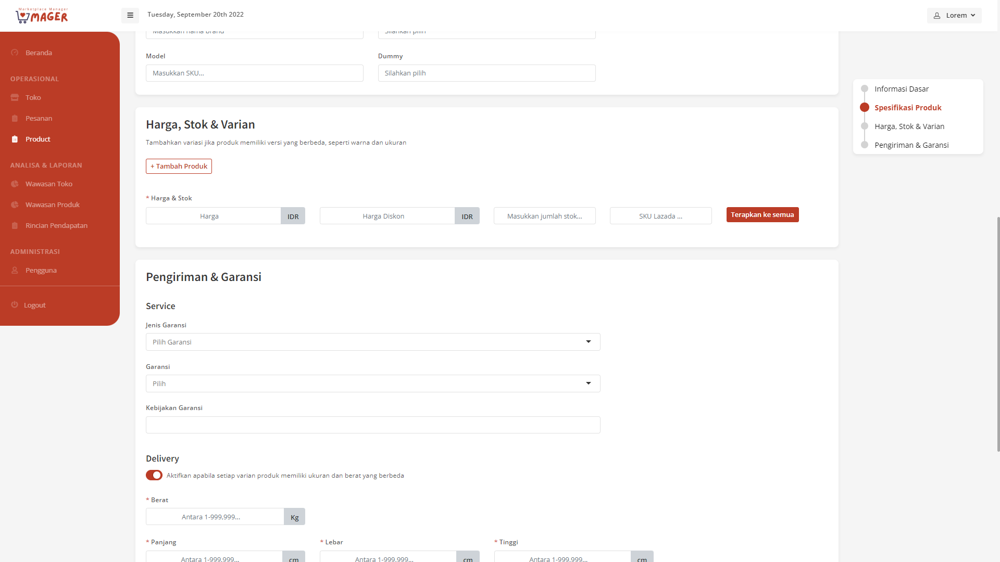 Marketplace Manager
MAGER
Tuesday, September 20th 2022
Lorem
Beranda
OPERASIONAL
Toko
Pesanan
Product
ANALISA & LAPORAN
Wawasan Toko
Wawasan Produk
Rincian Pendapatan
ADMINISTRASI
Pengguna
Logout
Masukkan nama brand
Silahkan pilih
Model
Dummy
Masukkan SKU...
Silahkan pilih
Harga, Stok & Varian
Tambahkan variasi jika produk memiliki versi yang berbeda, seperti warna dan ukuran
+ Tambah Produk
* Harga & Stok
Harga IDR
Harga Diskon IDR
Masukkan jumlah stok...
SKU Lazada ...
Terapkan ke semua
Pengiriman & Garansi
Service
Jenis Garansi
Pilih Garansi
Garansi
Pilih
Kebijakan Garansi
Delivery
Aktifkan apabila setiap varian produk memiliki ukuran dan berat yang berbeda
* Berat
Antara 1-999,999... Kg
* Panjang
* Lebar
* Tinggi
Antara 1-999,999... cm
Antara 1-999,999... cm
Antara 1-999,999... cm
Informasi Dasar
Spesifikasi Produk
Harga, Stok & Varian
Pengiriman & Garansi